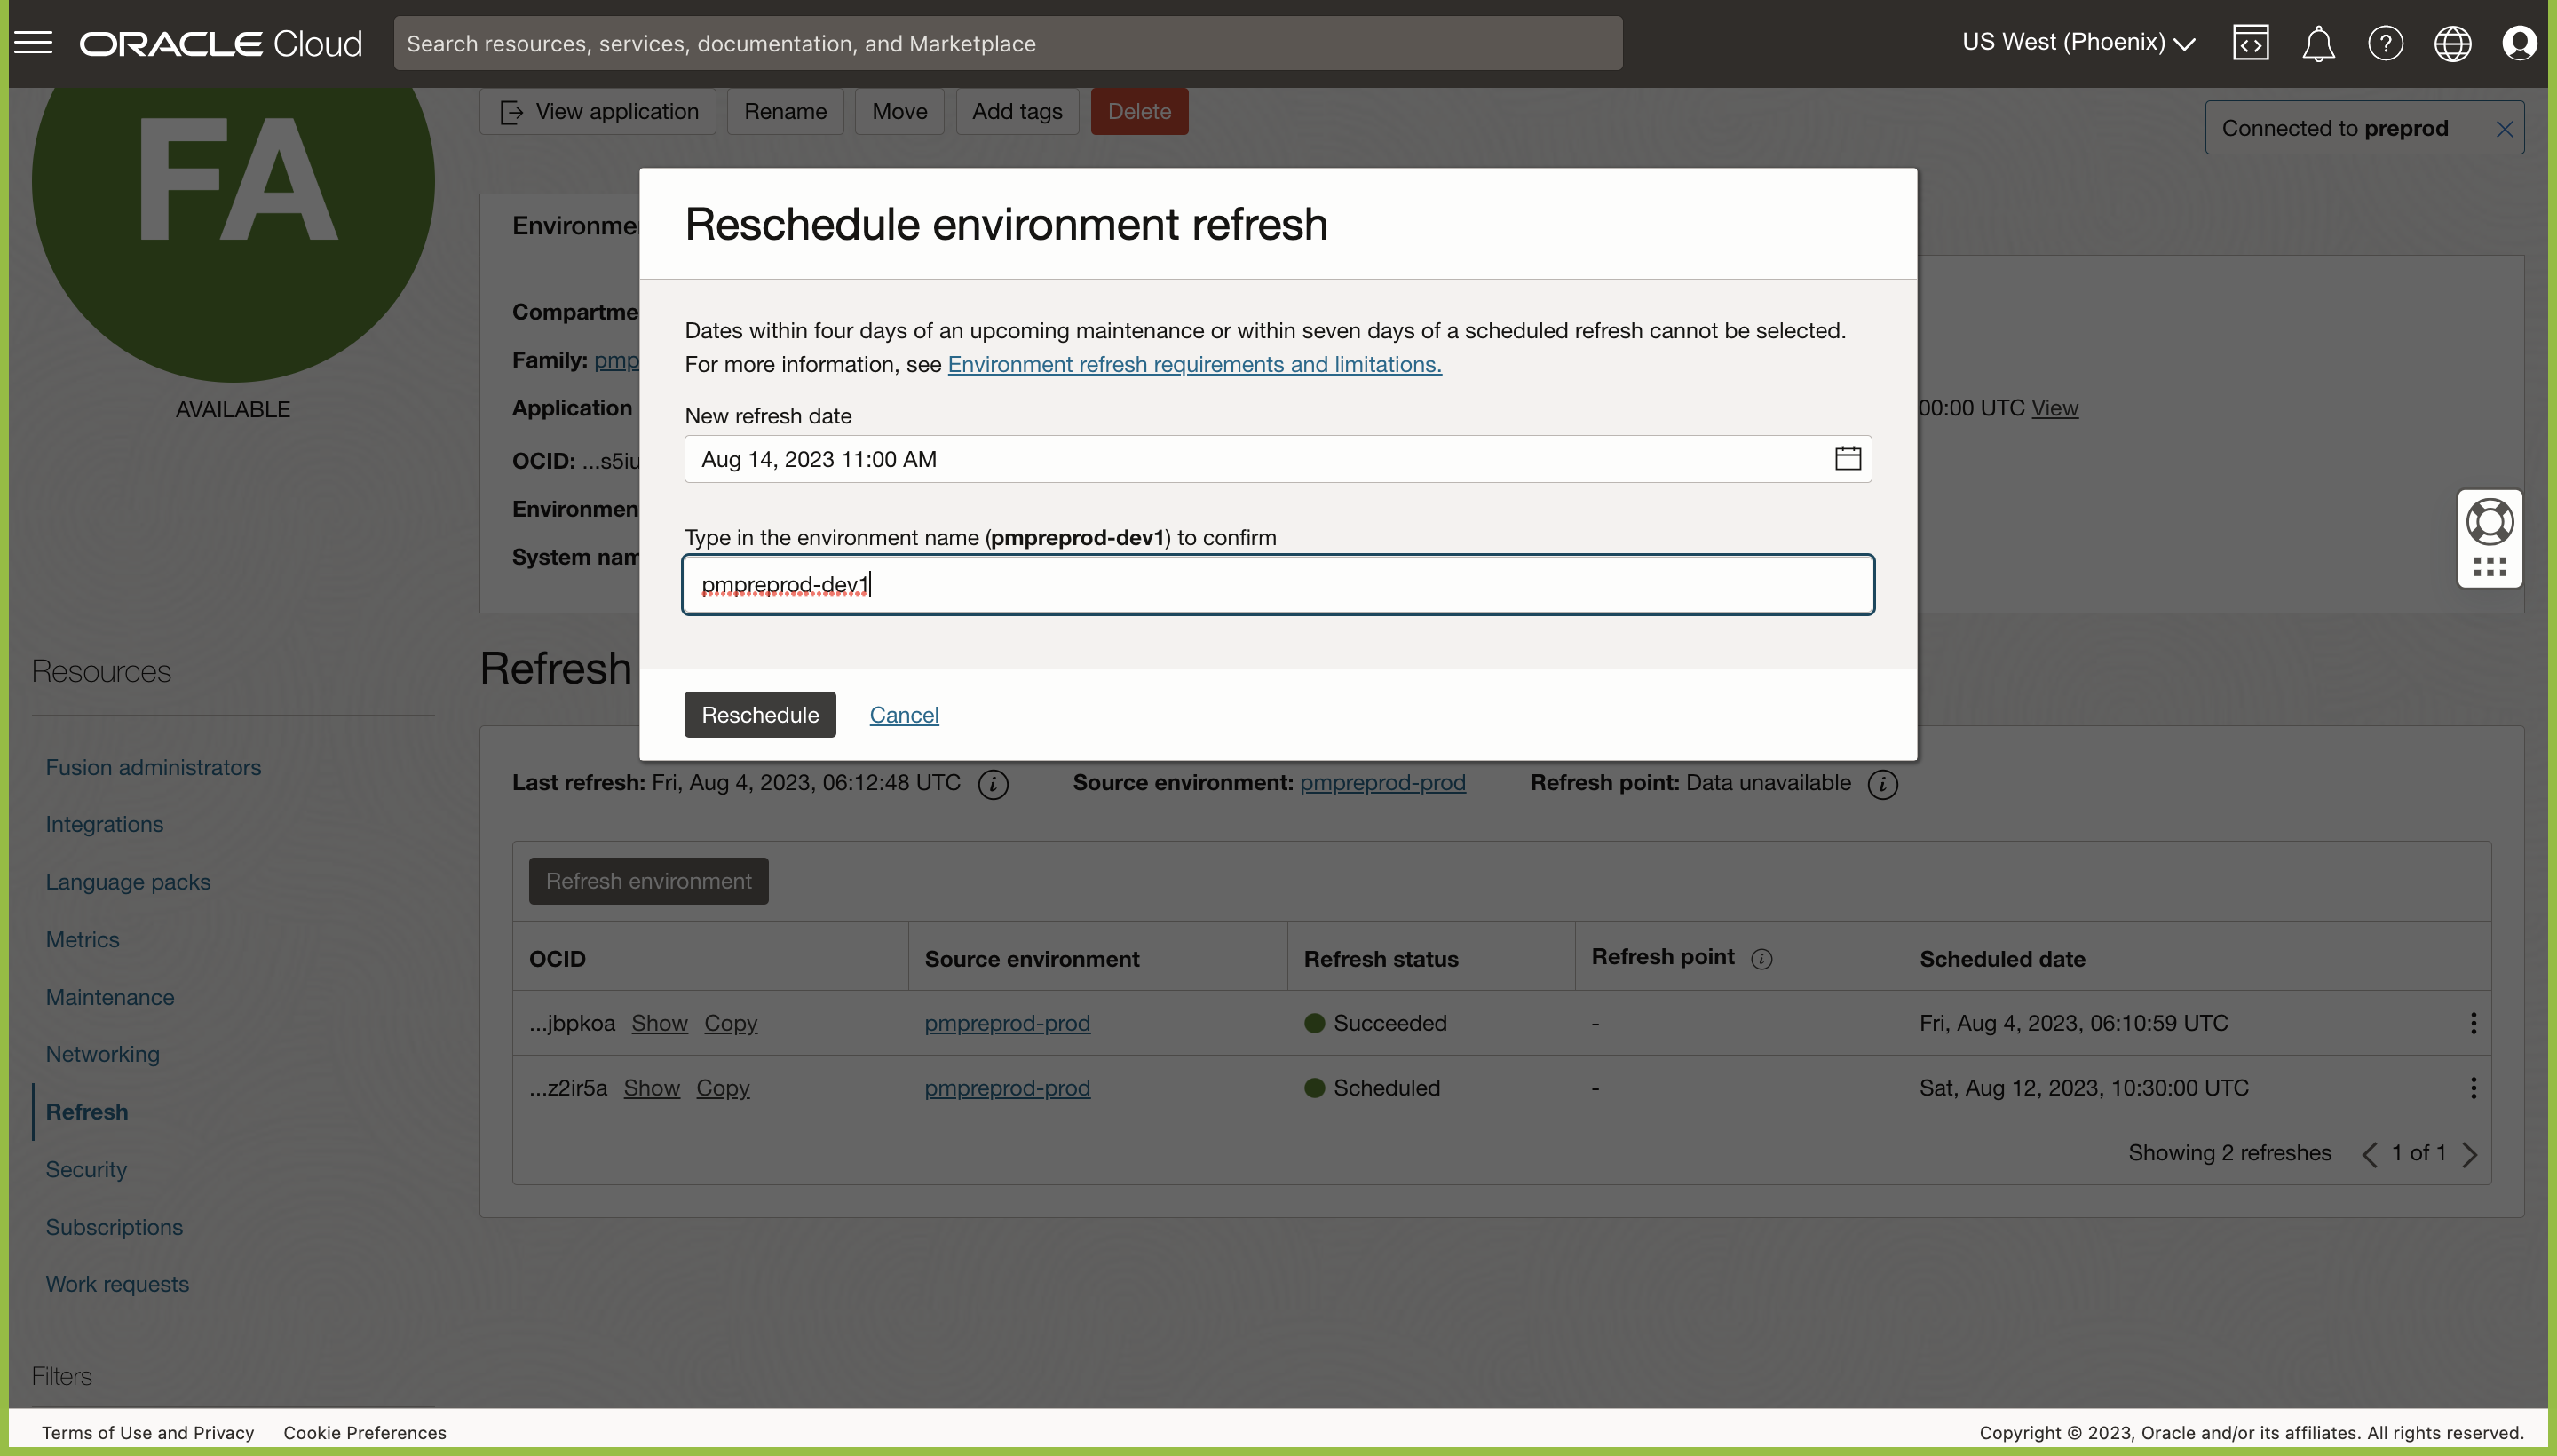 ORACLE Cloud
Search resources, services, documentation, and Marketplace
US West (Phoenix)
FA
AVAILABLE
View application
Rename
Move
Add tags
Delete
Connected to preprod
Environme
Compartme
Family: pmp
Application
OCID: ...s5iu
Environmen
System nam
00:00 UTC View
Reschedule environment refresh
Dates within four days of an upcoming maintenance or within seven days of a scheduled refresh cannot be selected.
For more information, see Environment refresh requirements and limitations.
New refresh date
Aug 14, 2023 11:00 AM
Type in the environment name (pmpreprod-dev1) to confirm
pmpreprod-dev1
Reschedule
Cancel
Resources
Fusion administrators
Integrations
Language packs
Metrics
Maintenance
Networking
Refresh
Security
Subscriptions
Work requests
Filters
Refresh
Last refresh: Fri, Aug 4, 2023, 06:12:48 UTC
Source environment: pmpreprod-prod
Refresh point: Data unavailable
Refresh environment
OCID Source environment Refresh status Refresh point Scheduled date
...jbpkoa Show Copy pmpreprod-prod Succeeded - Fri, Aug 4, 2023, 06:10:59 UTC
...z2ir5a Show Copy pmpreprod-prod Scheduled - Sat, Aug 12, 2023, 10:30:00 UTC
Showing 2 refreshes 1 of 1
Terms of Use and Privacy Cookie Preferences
Copyright © 2023, Oracle and/or its affiliates. All rights reserved.